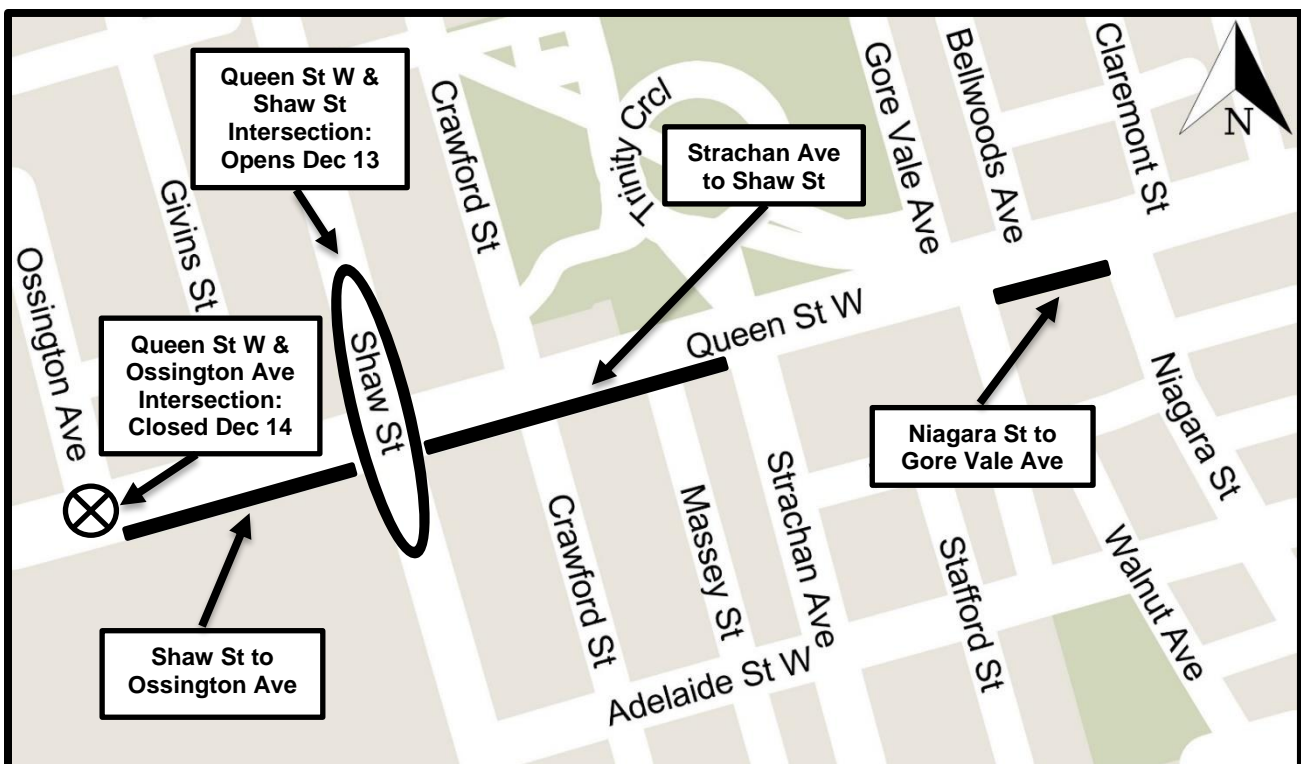 Queen St W &
Shaw St
Intersection:
Opens Dec 13
Crawford St
Trinity Crcl
Strachan Ave
to Shaw St
Gore Vale Ave
Bellwoods Ave
Claremont St
N
Ossington Ave
Givins St
Queen St W &
Ossington Ave
Intersection:
Closed Dec 14
Shaw St
Queen St W
Niagara St to
Gore Vale Ave
Niagara St
Shaw St to
Ossington Ave
Crawford St
Massey St
Strachan Ave
Stafford St
Walnut Ave
Adelaide St W